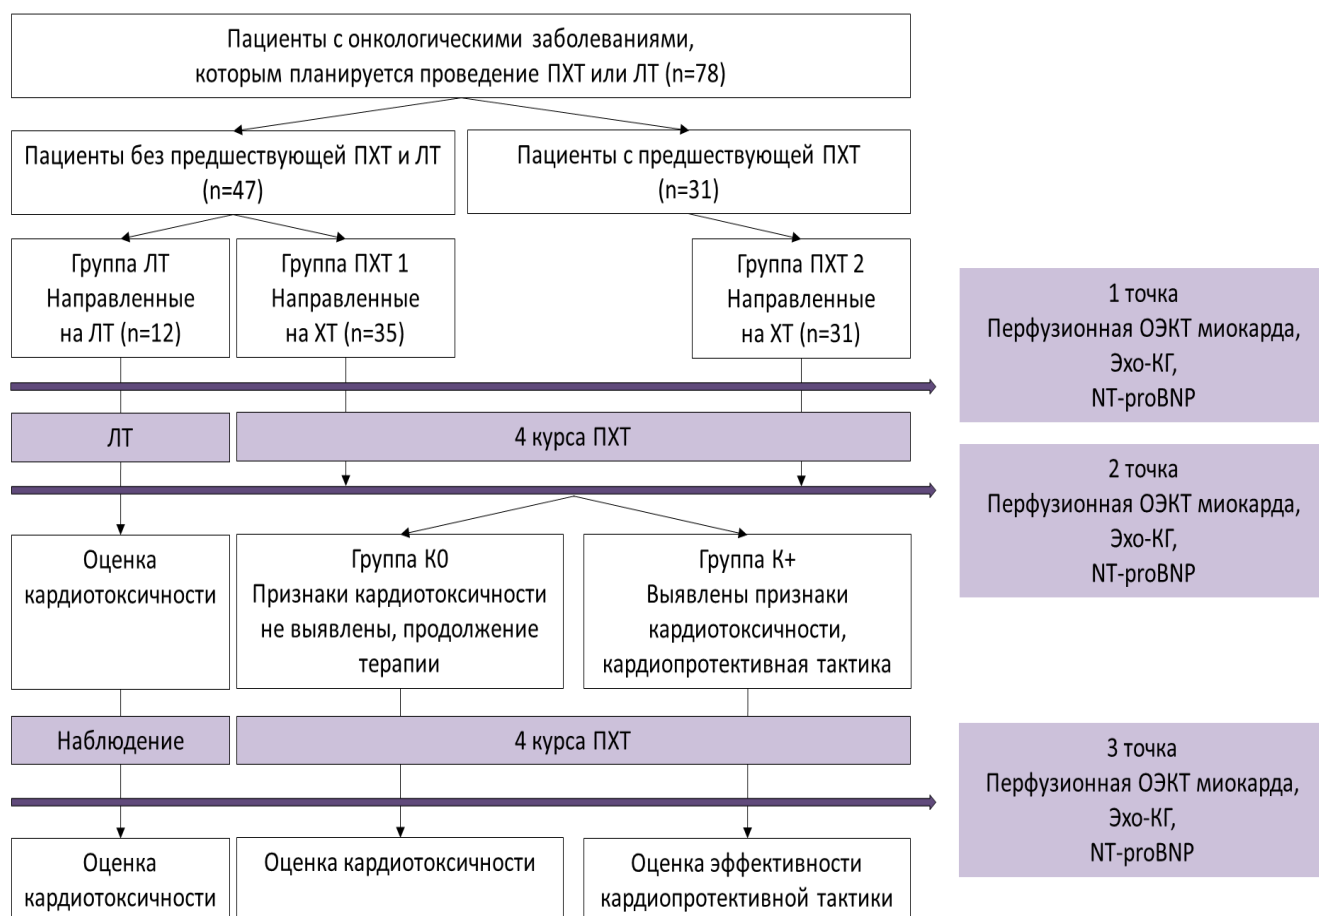 Пациенты с онкологическими заболеваниями,
которым планируется проведение ПХТ или ЛТ (n=78)
Пациенты без предшествующей ПХТ и ЛТ
(n=47)
Пациенты с предшествующей ПХТ
(n=31)
Группа ЛТ
Направленные
на ЛТ (n=12)
Группа ПХТ 1
Направленные
на ХТ (n=35)
Группа ПХТ 2
Направленные
на ХТ (n=31)
1 точка
Перфузионная ОЭКТ миокарда,
Эхо-КГ,
NT-proBNP
ЛТ
4 курса ПХТ
2 точка
Перфузионная ОЭКТ миокарда,
Эхо-КГ,
NT-proBNP
Оценка
кардиотоксичности
Группа К0
Признаки кардиотоксичности
не выявлены, продолжение
терапии
Группа К+
Выявлены признаки
кардиотоксичности,
кардиопротективная тактика
Наблюдение
4 курса ПХТ
3 точка
Перфузионная ОЭКТ миокарда,
Эхо-КГ,
NT-proBNP
Оценка
кардиотоксичности
Оценка кардиотоксичности
Оценка эффективности
кардиопротективной тактики